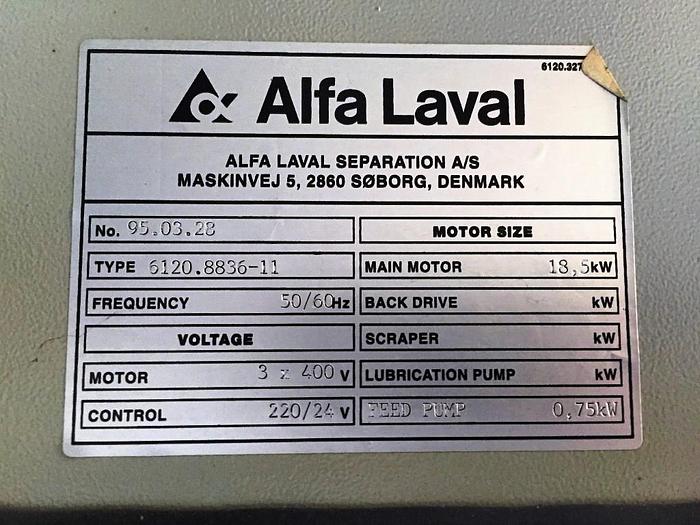 6120.327
Alfa Laval
ALFA LAVAL SEPARATION A/S
MASKINVEJ 5, 2860 SØBORG, DENMARK
No. 95.03.28
MOTOR SIZE
TYPE 6120.8836-11
MAIN MOTOR 18,5kW
FREQUENCY 50/60Hz
BACK DRIVE kW
VOLTAGE
SCRAPER kW
MOTOR 3 x 400 V
LUBRICATION PUMP kW
CONTROL 220/24 V
FEED PUMP 0,75kW